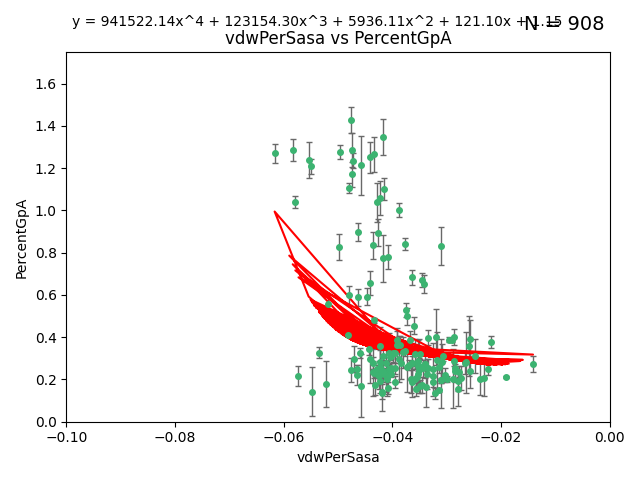 y = 941522.14x^4 + 123154.30x^3 + 5936.11x^2 + 121.10x + 1.15
N = 908
vdwPerSasa vs PercentGpA
PercentGpA
1.6
1.4
1.2
1.0
0.8
0.6
0.4
0.2
0.0
−0.10 −0.08 −0.06 −0.04 −0.02 0.00
vdwPerSasa